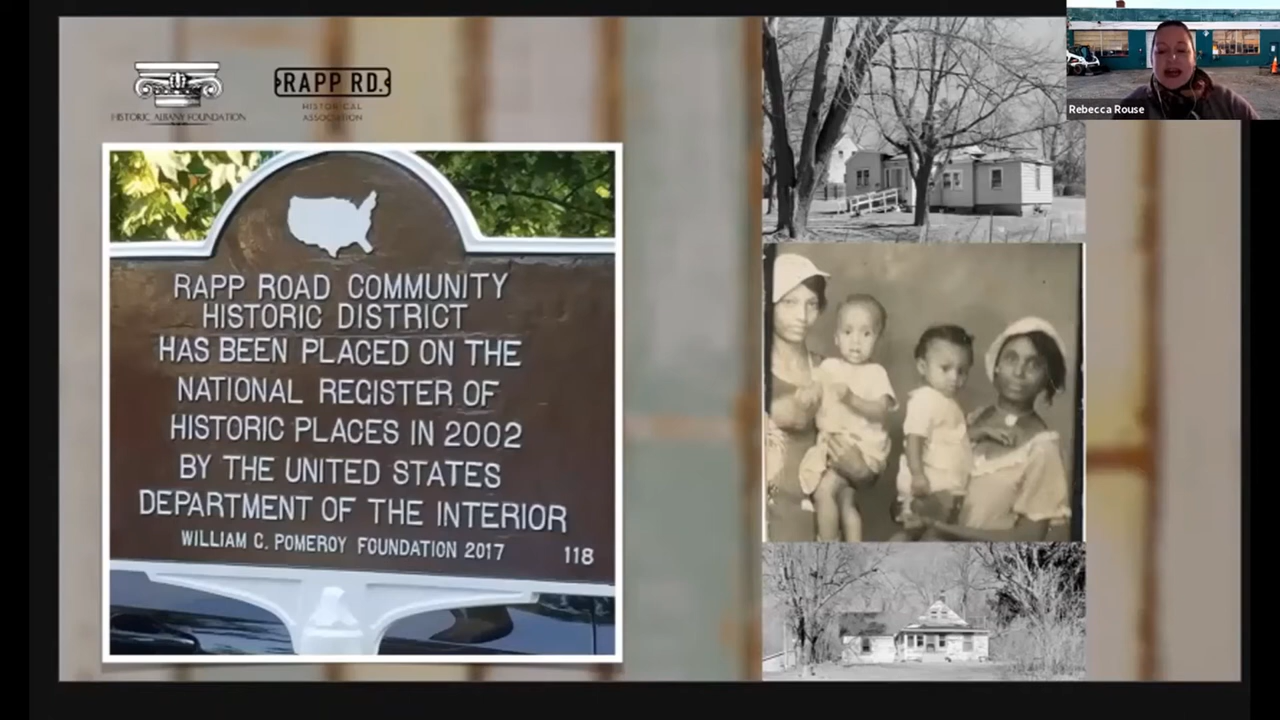 HISTORIC ALBANY FOUNDATION
RAPP RD.
HISTORICAL
ASSOCIATION
Rebecca Rouse
RAPP ROAD COMMUNITY
HISTORIC DISTRICT
HAS BEEN PLACED ON THE
NATIONAL REGISTER OF
HISTORIC PLACES IN 2002
BY THE UNITED STATES
DEPARTMENT OF THE INTERIOR
WILLIAM C. POMEROY FOUNDATION 2017 118